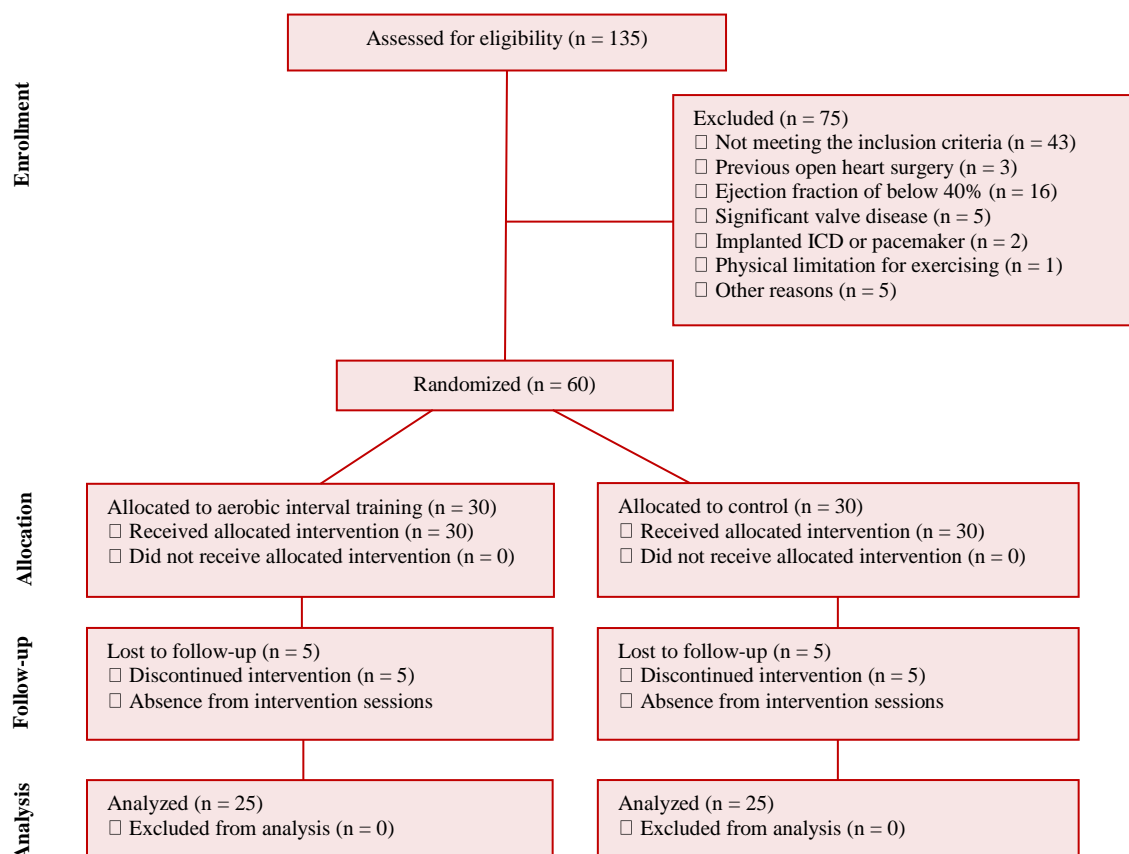 Enrollment
Assessed for eligibility (n = 135)
Excluded (n = 75)
 Not meeting the inclusion criteria (n = 43)
 Previous open heart surgery (n = 3)
 Ejection fraction of below 40% (n = 16)
 Significant valve disease (n = 5)
 Implanted ICD or pacemaker (n = 2)
 Physical limitation for exercising (n = 1)
 Other reasons (n = 5)
Randomized (n = 60)
Allocation
Allocated to aerobic interval training (n = 30)
 Received allocated intervention (n = 30)
 Did not receive allocated intervention (n = 0)
Allocated to control (n = 30)
 Received allocated intervention (n = 30)
 Did not receive allocated intervention (n = 0)
Follow-up
Lost to follow-up (n = 5)
 Discontinued intervention (n = 5)
 Absence from intervention sessions
Lost to follow-up (n = 5)
 Discontinued intervention (n = 5)
 Absence from intervention sessions
Analysis
Analyzed (n = 25)
 Excluded from analysis (n = 0)
Analyzed (n = 25)
 Excluded from analysis (n = 0)